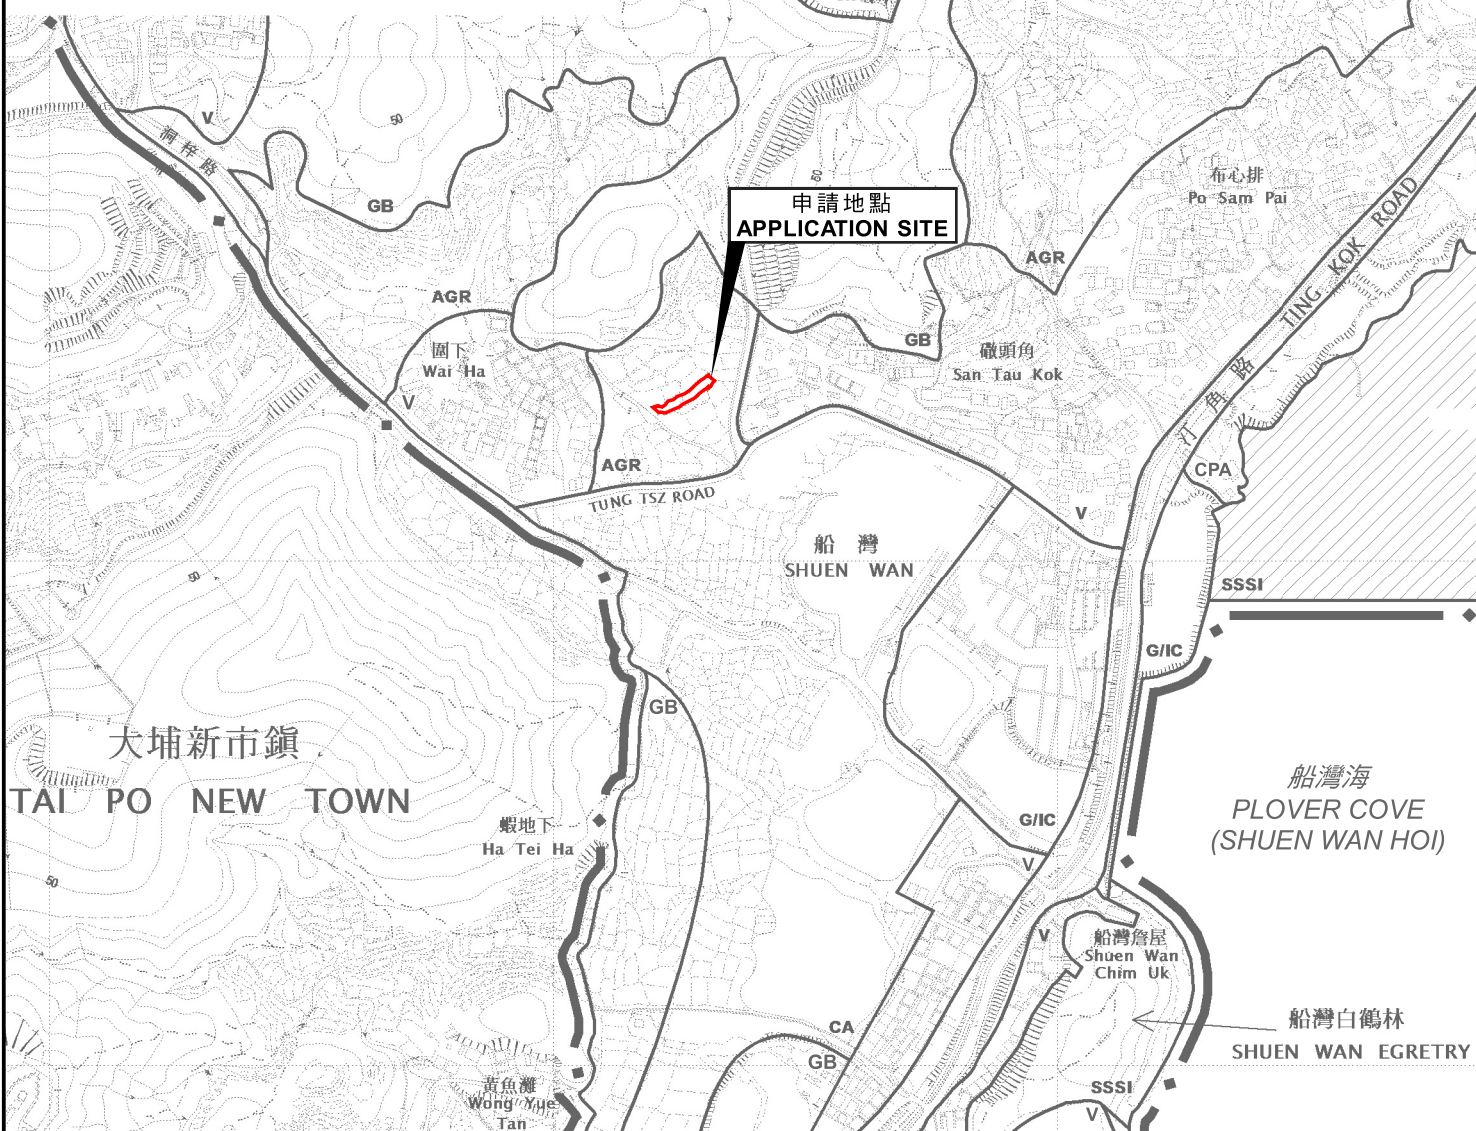 V
洞梓路
50
GB
50
布心排
Po Sam Pai
申請地點
APPLICATION SITE
AGR
AGR
GB
圍下
Wai Ha
V
礮頭角
San Tau Kok
汀角路 TING KOK ROAD
AGR
CPA
TUNG TSZ ROAD
V
船灣
SHUEN WAN
50
SSSI
G/IC
GB
大埔新市鎮
TAI PO NEW TOWN
船灣海
PLOVER COVE
(SHUEN WAN HOI)
蝦地下
Ha Tei Ha
G/IC
V
50
V
船灣詹屋
Shuen Wan
Chim Uk
船灣白鶴林
SHUEN WAN EGRETRY
CA
GB
SSSI
V
黃魚灘
Wong Yue
Tan